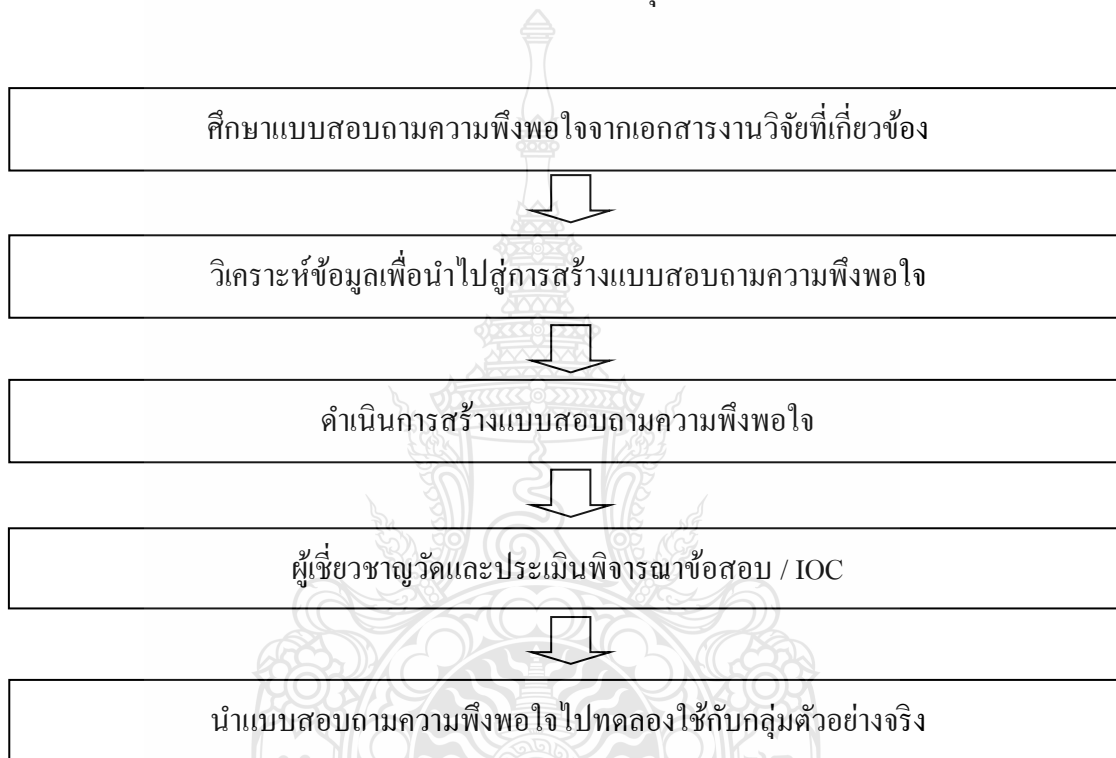 ศึกษาแบบสอบถามความพึงพอใจจากเอกสารงานวิจัยที่เกี่ยวข้อง
วิเคราะห์ข้อมูลเพื่อนำไปสู่การสร้างแบบสอบถามความพึงพอใจ
ดำเนินการสร้างแบบสอบถามความพึงพอใจ
ผู้เชี่ยวชาญวัดและประเมินพิจารณาข้อสอบ / IOC
นำแบบสอบถามความพึงพอใจไปทดลองใช้กับกลุ่มตัวอย่างจริง